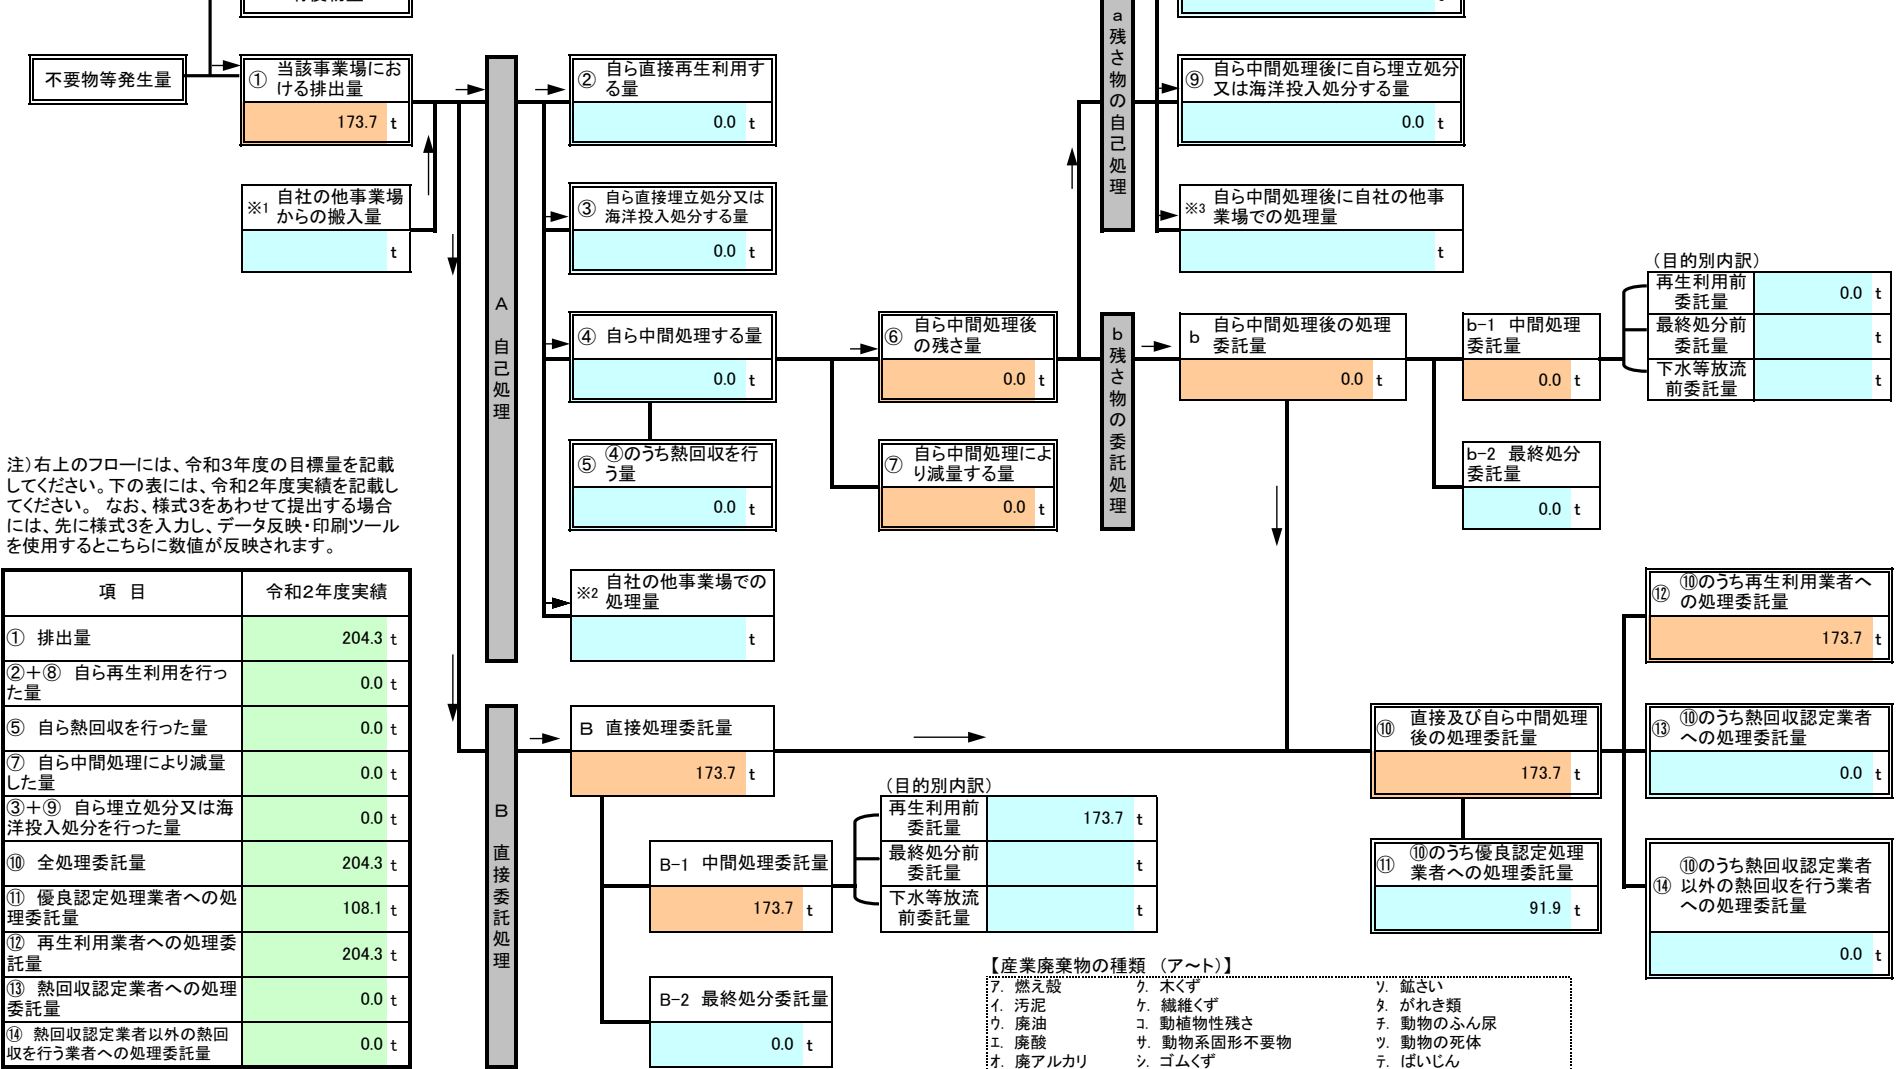 不要物等発生量
① 当該事業場にお
ける排出量
173.7 t
※1 自社の他事業場
からの搬入量
t
A 自己処理
② 自ら直接再生利用す
る量
0.0 t
③ 自ら直接埋立処分又は
海洋投入処分する量
0.0 t
④ 自ら中間処理する量
0.0 t
⑤ ④のうち熱回収を行
う量
0.0 t
※2 自社の他事業場での
処理量
t
⑥ 自ら中間処理後
の残さ量
0.0 t
⑦ 自ら中間処理によ
り減量する量
0.0 t
a 残さ物の自己処理
t
⑨ 自ら中間処理後に自ら埋立処分
又は海洋投入処分する量
0.0 t
※3 自ら中間処理後に自社の他事
業場での処理量
t
b 残さ物の委託処理
b 自ら中間処理後の処理
委託量
0.0 t
b-1 中間処理
委託量
0.0 t
(目的別内訳)
再生利用前
委託量
0.0 t
最終処分前
委託量
t
下水等放流
前委託量
t
b-2 最終処分
委託量
0.0 t
注)右上のフローには、令和3年度の目標量を記載
してください。下の表には、令和2年度実績を記載し
てください。 なお、様式3をあわせて提出する場合
には、先に様式3を入力し、データ反映・印刷ツール
を使用するとこちらに数値が反映されます。
項 目 令和2年度実績
① 排出量 204.3 t
②+⑧ 自ら再生利用を行っ
た量 0.0 t
⑤ 自ら熱回収を行った量 0.0 t
⑦ 自ら中間処理により減量
した量 0.0 t
③+⑨ 自ら埋立処分又は海
洋投入処分を行った量 0.0 t
⑩ 全処理委託量 204.3 t
⑪ 優良認定処理業者への処
理委託量 108.1 t
⑫ 再生利用業者への処理委
託量 204.3 t
⑬ 熱回収認定業者への処理
委託量 0.0 t
⑭ 熱回収認定業者以外の熱回
収を行う業者への処理委託量 0.0 t
B 直接委託処理
B 直接処理委託量
173.7 t
B-1 中間処理委託量
173.7 t
(目的別内訳)
再生利用前
委託量
173.7 t
最終処分前
委託量
t
下水等放流
前委託量
t
B-2 最終処分委託量
0.0 t
⑩ 直接及び自ら中間処理
後の処理委託量
173.7 t
⑪ ⑩のうち優良認定処理
業者への処理委託量
91.9 t
⑫ ⑩のうち再生利用業者へ
の処理委託量
173.7 t
⑬ ⑩のうち熱回収認定業者
への処理委託量
0.0 t
⑭ ⑩のうち熱回収認定業者
以外の熱回収を行う業者
への処理委託量
0.0 t
【産業廃棄物の種類 (ア~ト)】
ア. 燃え殻 ク. 木くず ソ. 鉱さい
イ. 汚泥 ケ. 繊維くず タ. がれき類
ウ. 廃油 コ. 動植物性残さ チ. 動物のふん尿
エ. 廃酸 サ. 動物系固形不要物 ツ. 動物の死体
オ. 廃アルカリ シ. ゴムくず テ. ばいじん